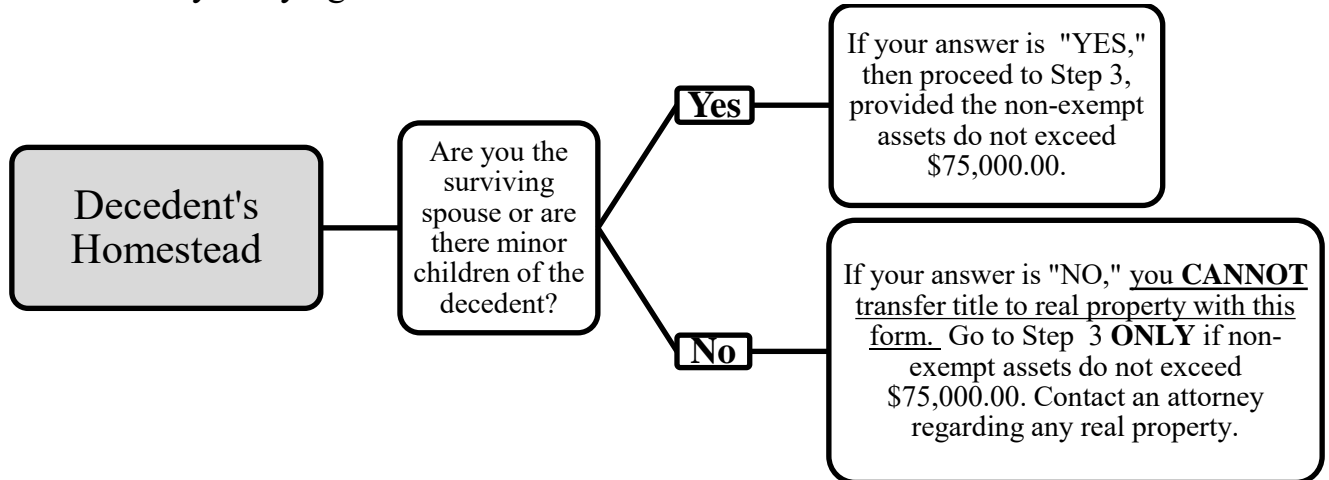 Decedent's
Homestead
Are you the
surviving
spouse or are
there minor
children of the
decedent?
Yes
If your answer is "YES,"
then proceed to Step 3,
provided the non-exempt
assets do not exceed
$75,000.00.
No
If your answer is "NO," you CANNOT
transfer title to real property with this
form. Go to Step 3 ONLY if non-
exempt assets do not exceed
$75,000.00. Contact an attorney
regarding any real property.